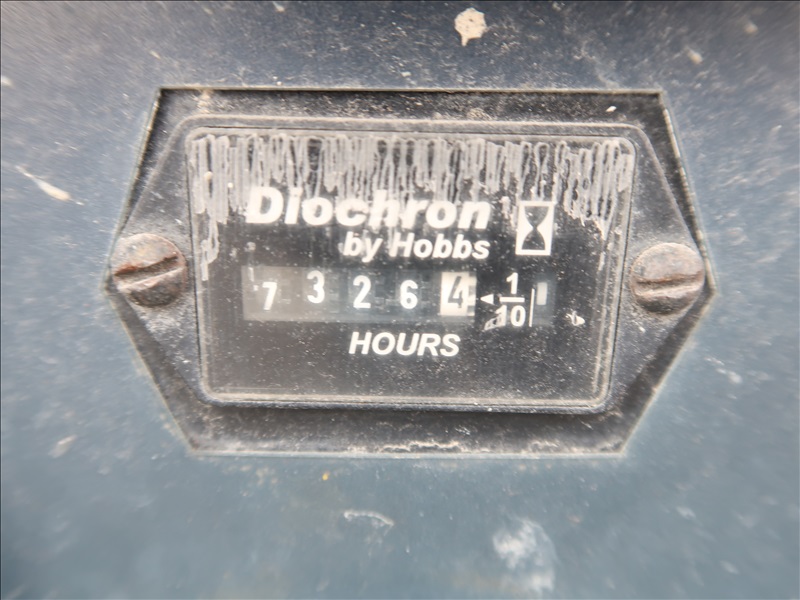 Diochron
by Hobbs
7 3 2 6 4 ◄ 1/10
HOURS